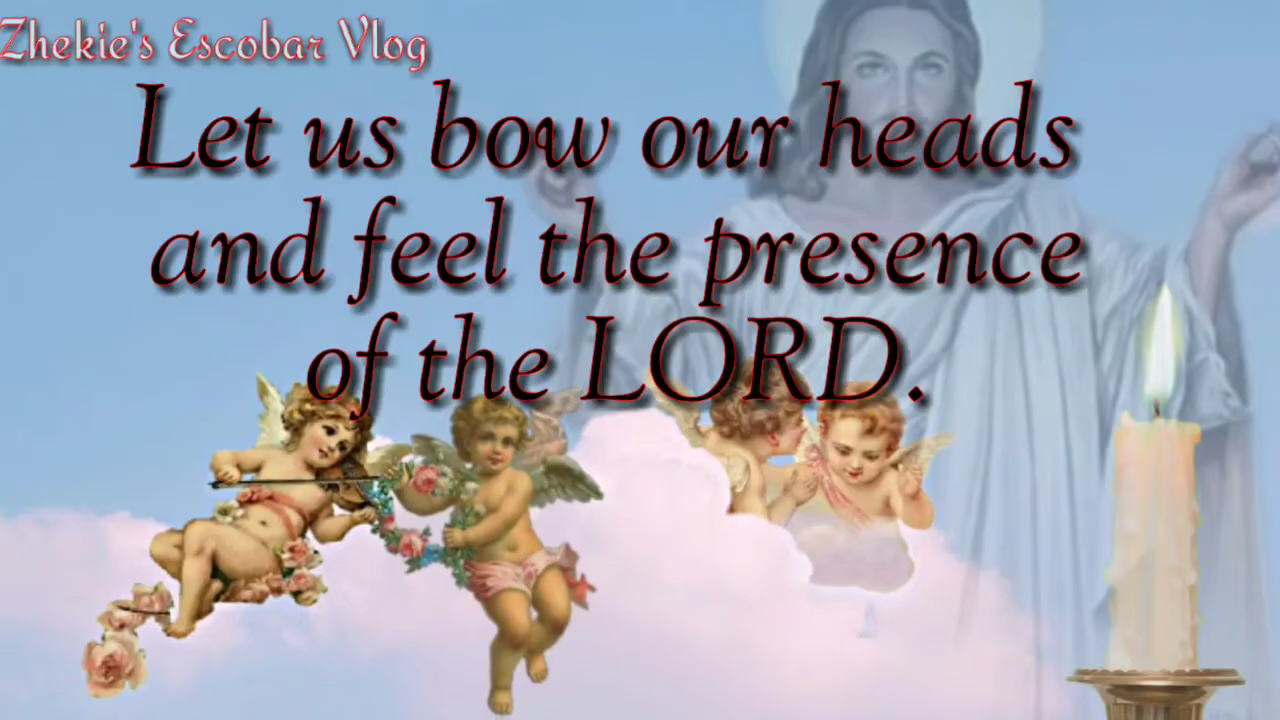 Zhekie's Escobar Vlog
Let us bow our heads
and feel the presence
of the LORD.